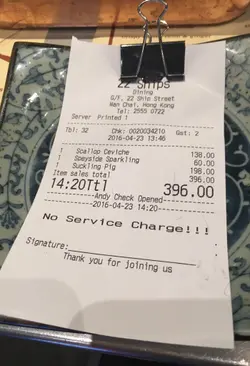 22 Ships
Dining
G/F, 22 Ship Street
Wan Chai, Hong Kong
Tel: 2555 0722
Server Printed 1
Tbl: 32 Chk: 0020034210 Gst: 2
2016-04-23 13:46
1 Scallop Ceviche 138.00
1 Speyside Sparkling 60.00
1 Suckling Pig 198.00
Item sales total 396.00
14:20Ttl 396.00
Andy Check Opened
2016-04-23 14:20
No Service Charge!!!
Signature:
Thank you for joining us